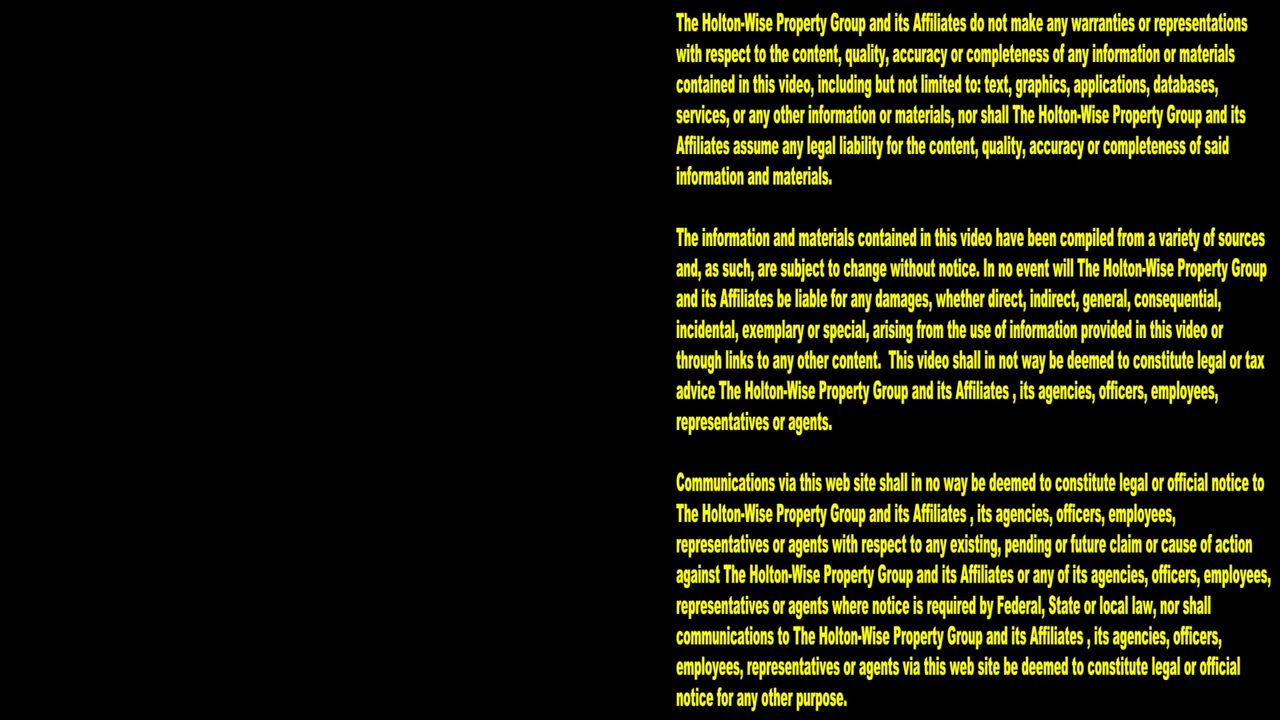 The Holton-Wise Property Group and its Affiliates do not make any warranties or representations
with respect to the content, quality, accuracy or completeness of any information or materials
contained in this video, including but not limited to: text, graphics, applications, databases,
services, or any other information or materials, nor shall The Holton-Wise Property Group and its
Affiliates assume any legal liability for the content, quality, accuracy or completeness of said
information and materials.
The information and materials contained in this video have been compiled from a variety of sources
and, as such, are subject to change without notice. In no event will The Holton-Wise Property Group
and its Affiliates be liable for any damages, whether direct, indirect, general, consequential,
incidental, exemplary or special, arising from the use of information provided in this video or
through links to any other content.  This video shall in not way be deemed to constitute legal or tax
advice The Holton-Wise Property Group and its Affiliates , its agencies, officers, employees,
representatives or agents.
Communications via this web site shall in no way be deemed to constitute legal or official notice to
The Holton-Wise Property Group and its Affiliates , its agencies, officers, employees,
representatives or agents with respect to any existing, pending or future claim or cause of action
against The Holton-Wise Property Group and its Affiliates or any of its agencies, officers, employees,
representatives or agents where notice is required by Federal, State or local law, nor shall
communications to The Holton-Wise Property Group and its Affiliates , its agencies, officers,
employees, representatives or agents via this web site be deemed to constitute legal or official
notice for any other purpose.